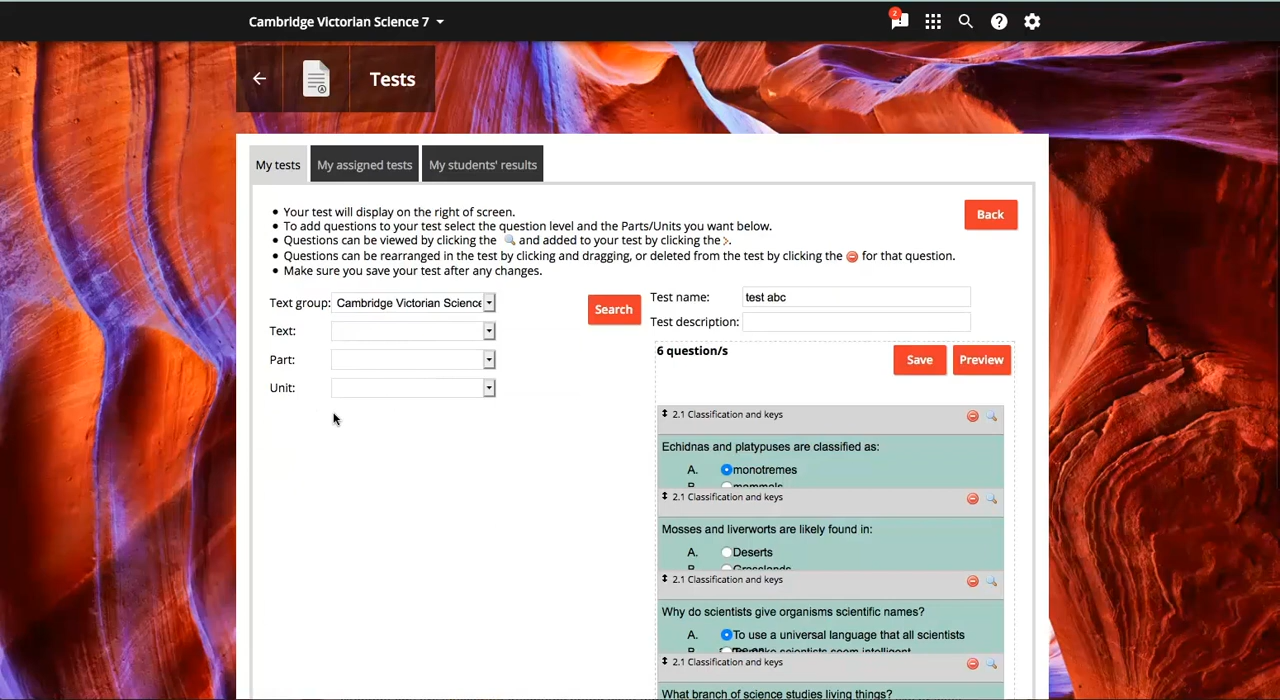 Cambridge Victorian Science 7
2
Tests
My tests
My assigned tests
My students' results
Your test will display on the right of screen.
To add questions to your test select the question level and the Parts/Units you want below.
Questions can be viewed by clicking the and added to your test by clicking the .
Questions can be rearranged in the test by clicking and dragging, or deleted from the test by clicking the for that question.
Make sure you save your test after any changes.
Back
Text group: Cambridge Victorian Science
Text:
Part:
Unit:
Search
Test name: test abc
Test description:
6 question/s
Save
Preview
2.1 Classification and keys
Echidnas and platypuses are classified as:
A. monotremes
B. mammals
2.1 Classification and keys
Mosses and liverworts are likely found in:
A. Deserts
B. Grasslands
2.1 Classification and keys
Why do scientists give organisms scientific names?
A. To use a universal language that all scientists
B. scientists seem intelligent
2.1 Classification and keys
What branch of science studies living things?